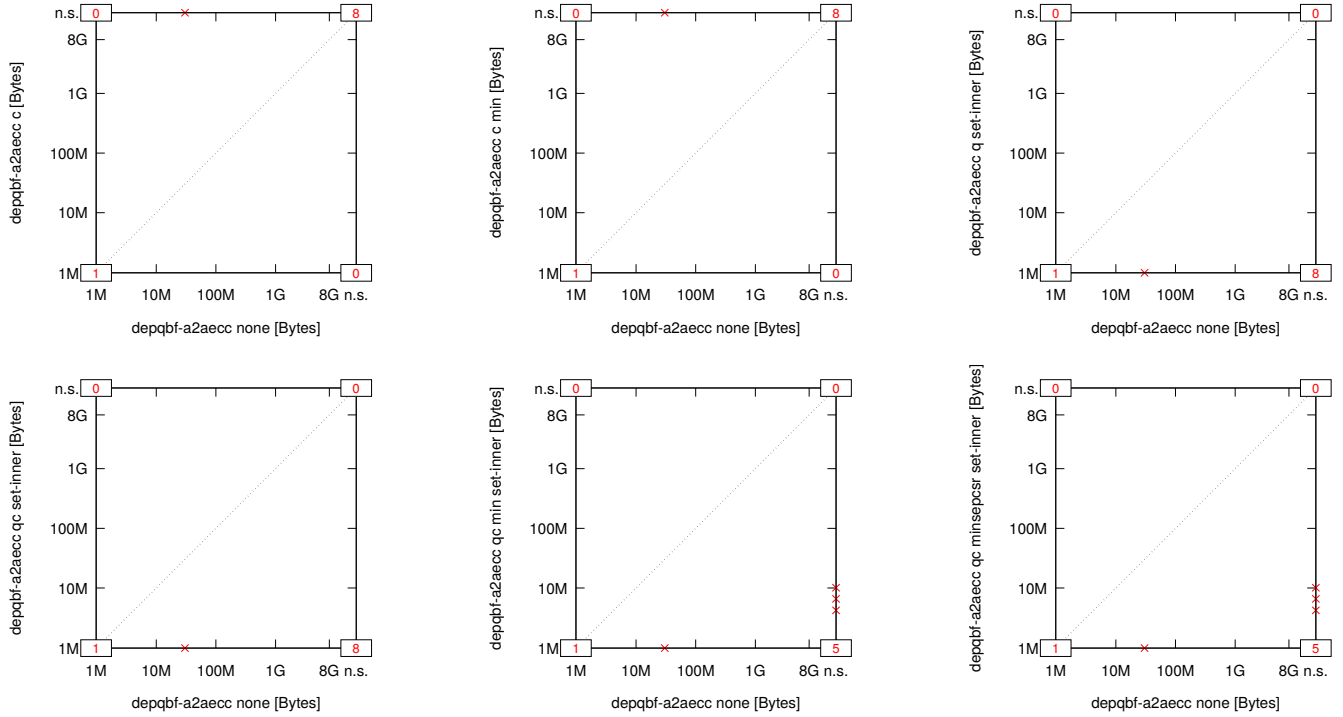 depqbf-a2aecc c [Bytes]
n.s. 0 8
8G
1G
100M
10M
1M 1 0
1M 10M 100M 1G 8G n.s.
depqbf-a2aecc none [Bytes]
depqbf-a2aecc c min [Bytes]
n.s. 0 8
8G
1G
100M
10M
1M 1 0
1M 10M 100M 1G 8G n.s.
depqbf-a2aecc none [Bytes]
depqbf-a2aecc q set-inner [Bytes]
n.s. 0 0
8G
1G
100M
10M
1M 1 8
1M 10M 100M 1G 8G n.s.
depqbf-a2aecc none [Bytes]
depqbf-a2aecc qc set-inner [Bytes]
n.s. 0 0
8G
1G
100M
10M
1M 1 8
1M 10M 100M 1G 8G n.s.
depqbf-a2aecc none [Bytes]
depqbf-a2aecc qc min set-inner [Bytes]
n.s. 0 0
8G
1G
100M
10M
1M 1 5
1M 10M 100M 1G 8G n.s.
depqbf-a2aecc none [Bytes]
depqbf-a2aecc qc minsepcsr set-inner [Bytes]
n.s. 0 0
8G
1G
100M
10M
1M 1 5
1M 10M 100M 1G 8G n.s.
depqbf-a2aecc none [Bytes]